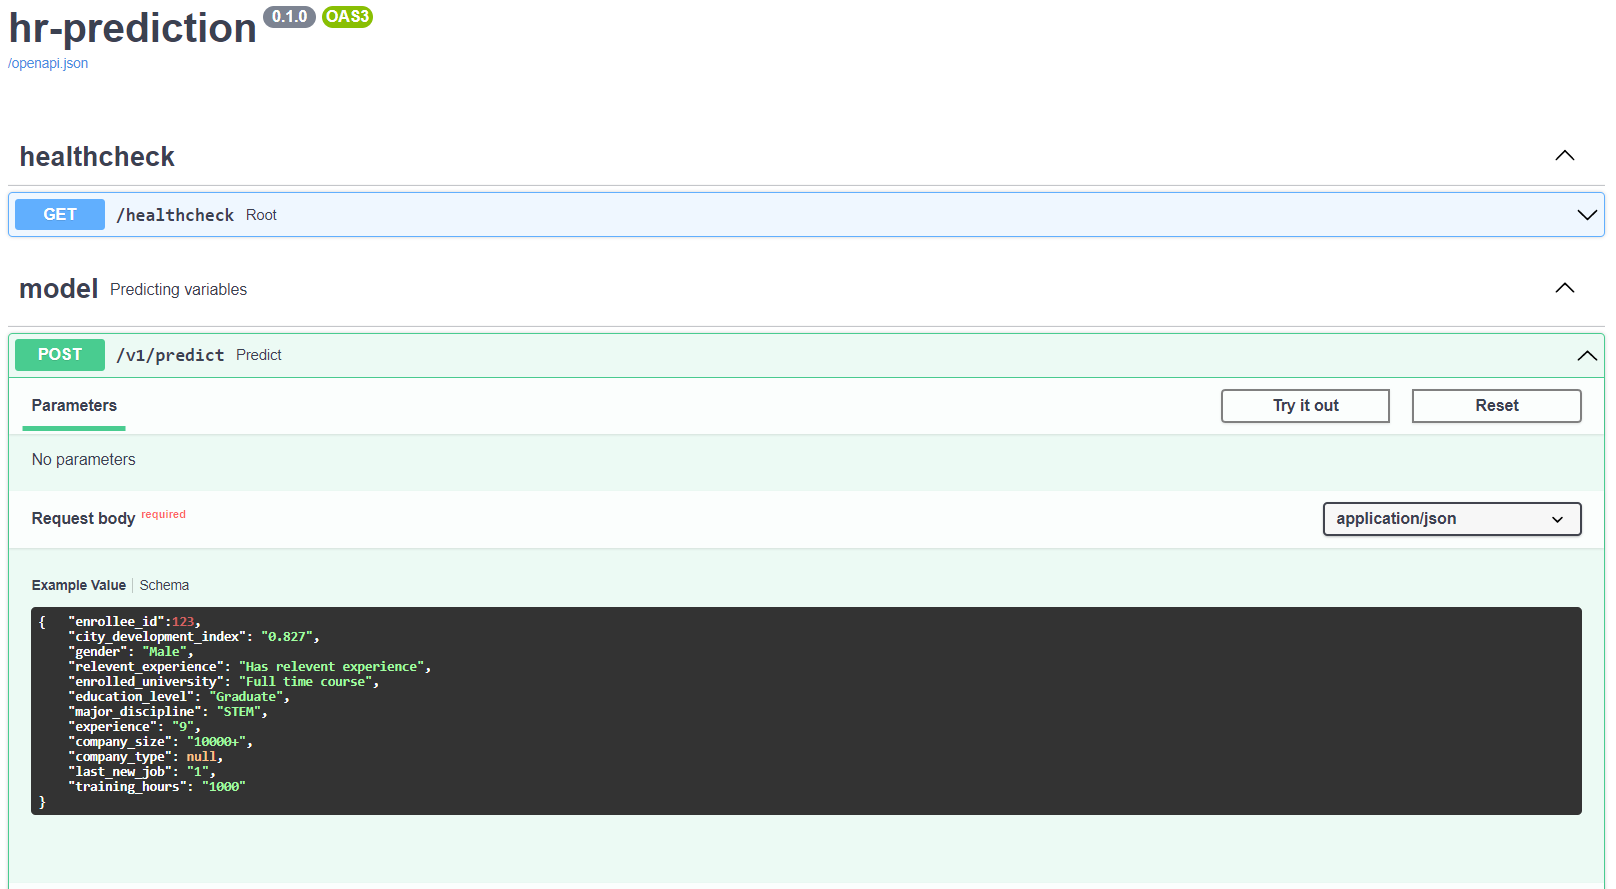 hr-prediction 0.1.0 OAS3
/openapi.json
healthcheck
GET /healthcheck Root
model Predicting variables
POST /v1/predict Predict
Parameters Try it out Reset
No parameters
Request body required application/json
Example Value Schema
{   "enrollee_id":123,
    "city_development_index": "0.827",
    "gender": "Male",
    "relevent_experience": "Has relevent experience",
    "enrolled_university": "Full time course",
    "education_level": "Graduate",
    "major_discipline": "STEM",
    "experience": "9",
    "company_size": "10000+",
    "company_type": null,
    "last_new_job": "1",
    "training_hours": "1000"
}